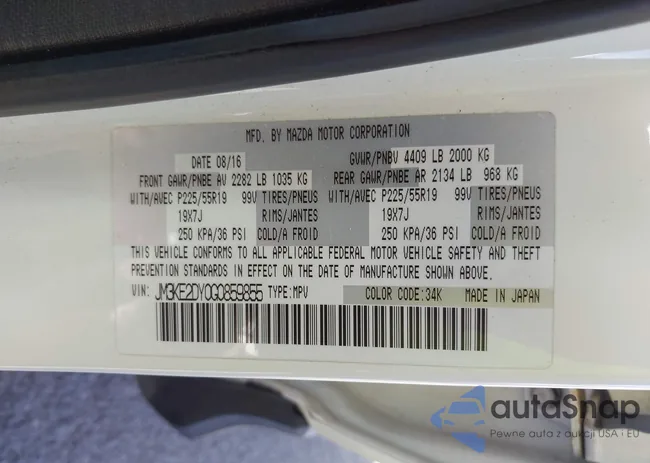 MFD. BY MAZDA MOTOR CORPORATION
DATE 08/16 GVWR/PNBV 4409 LB 2000 KG
FRONT GAWR/PNBE AV 2282 LB 1035 KG REAR GAWR/PNBE AR 2134 LB 968 KG
WITH/AVEC P225/55R19 99V TIRES/PNEUS WITH/AVEC P225/55R19 99V TIRES/PNEUS
19X7J RIMS/JANTES 19X7J RIMS/JANTES
250 KPA/36 PSI COLD/A FROID 250 KPA/36 PSI COLD/A FROID
THIS VEHICLE CONFORMS TO ALL APPLICABLE FEDERAL MOTOR VEHICLE SAFETY AND THEFT
PREVENTION STANDARDS IN EFFECT ON THE DATE OF MANUFACTURE SHOWN ABOVE.
VIN: JM3KE2DY0G0859855 TYPE:MPV COLOR CODE:34K MADE IN JAPAN
autoSnap
Pewne auta z aukcji USA i EU